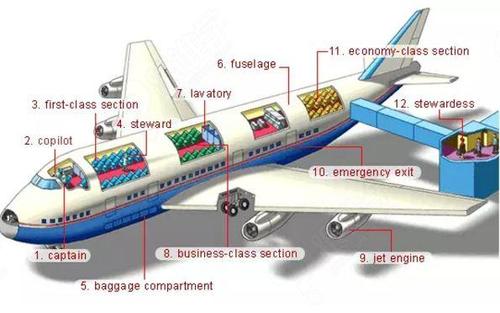 11. economy-class section
6. fuselage
7. lavatory
3. first-class section
12. stewardess
4. steward
2. copilot
10. emergency exit
1. captain
8. business-class section
9. jet engine
5. baggage compartment